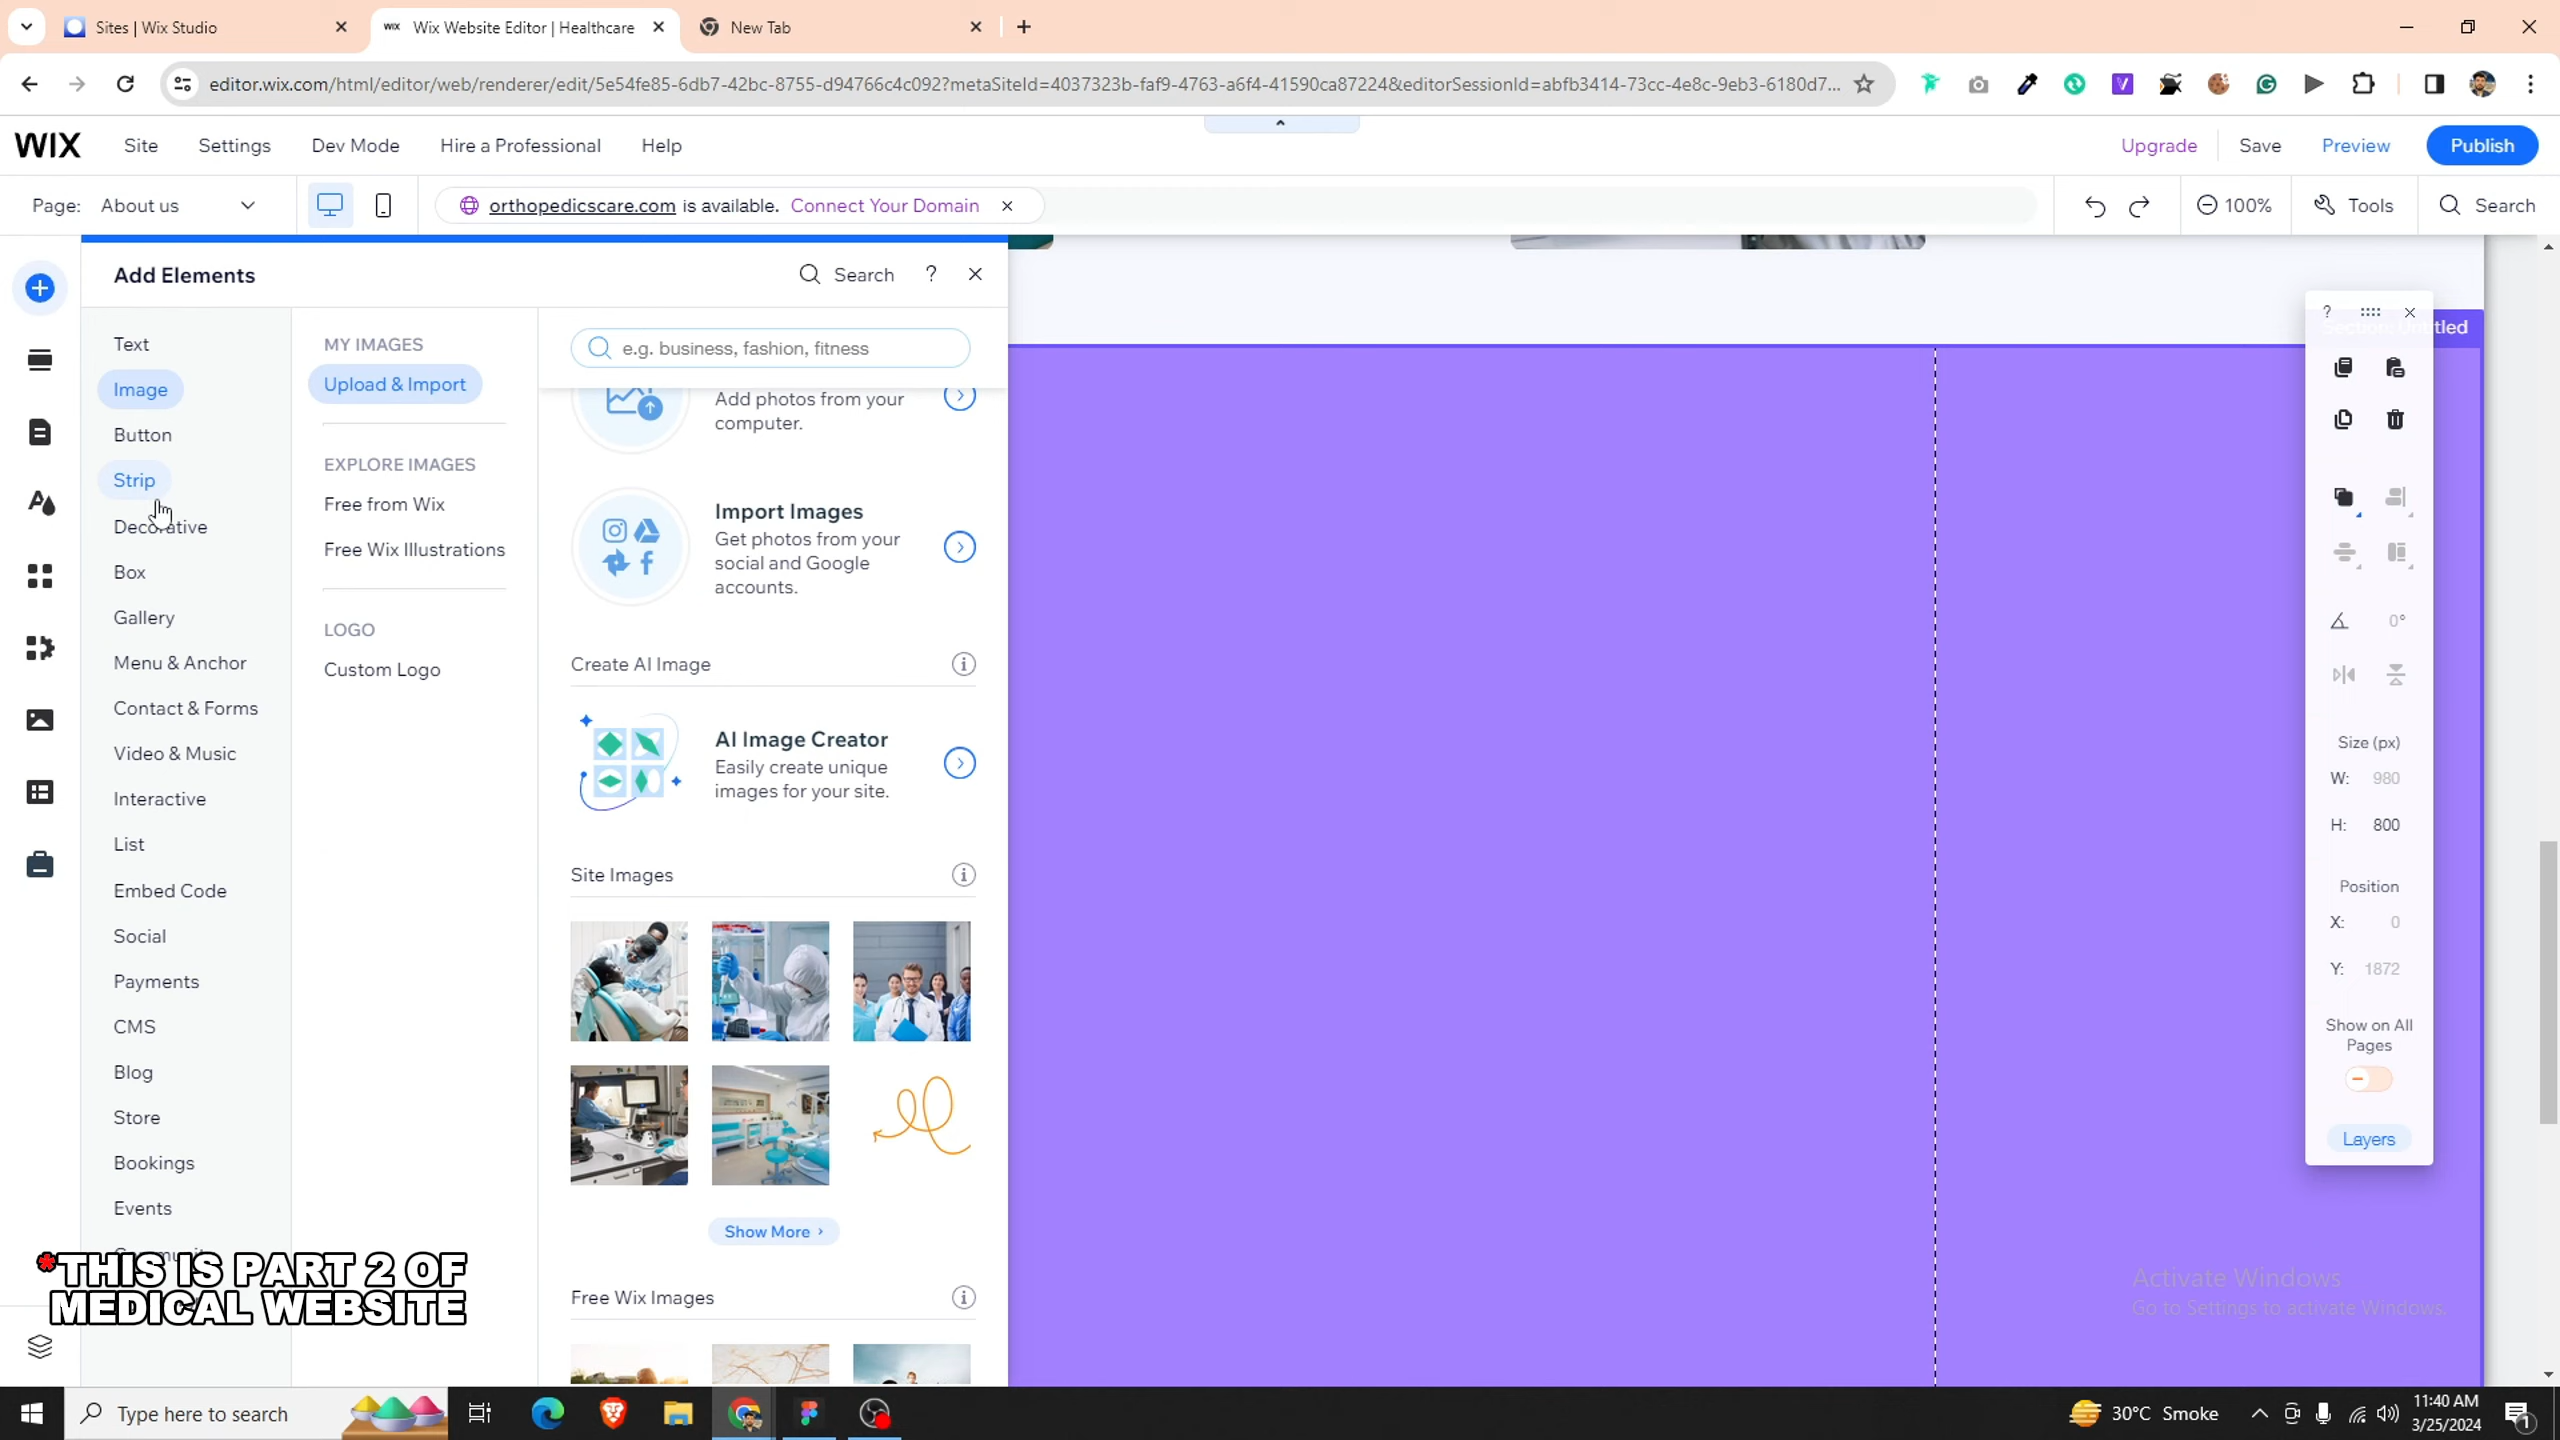 Sites | Wix Studio
WIX Wix Website Editor | Healthcare
New Tab
editor.wix.com/html/editor/web/renderer/edit/5e54fe85-6db7-42bc-8755-d94766c4c092?metaSiteId=4037323b-faf9-4763-a6f4-41590ca87224&editorSessionId=abfb3414-73cc-4e8c-9eb3-6180d7...
WIX Site Settings Dev Mode Hire a Professional Help Upgrade Save Preview Publish
Page: About us orthopedicscare.com is available. Connect Your Domain 100% Tools Search
Add Elements Search ?
Text
Image
Button
Strip
Decorative
Box
Gallery
Menu & Anchor
Contact & Forms
Video & Music
Interactive
List
Embed Code
Social
Payments
CMS
Blog
Store
Bookings
Events
MY IMAGES
Upload & Import
EXPLORE IMAGES
Free from Wix
Free Wix Illustrations
LOGO
Custom Logo
e.g. business, fashion, fitness
Add photos from your
computer.
Import Images
Get photos from your
social and Google
accounts.
Create AI Image
AI Image Creator
Easily create unique
images for your site.
Site Images
Show More
Free Wix Images
?
0°
Size (px)
W: 980
H: 800
Position
X: 0
Y: 1872
Show on All
Pages
Layers
Activate Windows
Go to Settings to activate Windows.
*THIS IS PART 2 OF
MEDICAL WEBSITE
Type here to search
30°C Smoke
11:40 AM
3/25/2024
1